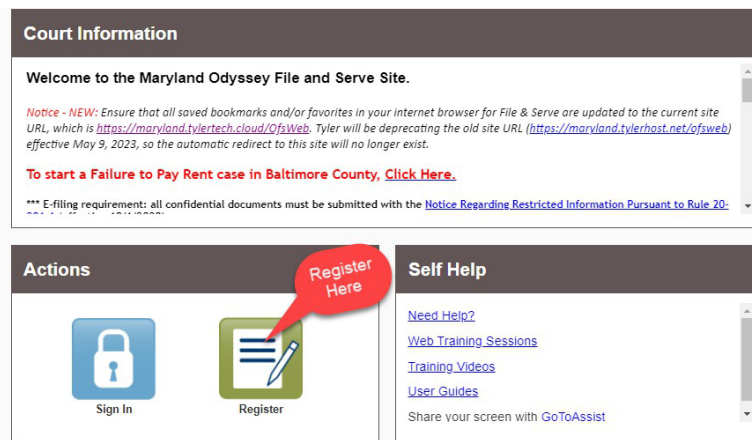 Court Information
Welcome to the Maryland Odyssey File and Serve Site.
Notice - NEW: Ensure that all saved bookmarks and/or favorites in your internet browser for File & Serve are updated to the current site
URL, which is https://maryland.tylertech.cloud/OfsWeb. Tyler will be deprecating the old site URL (https://maryland.tylerhost.net/ofsweb)
effective May 9, 2023, so the automatic redirect to this site will no longer exist.
To start a Failure to Pay Rent case in Baltimore County, Click Here.
*** E-filing requirement: all confidential documents must be submitted with the Notice Regarding Restricted Information Pursuant to Rule 20-
Actions
Register
Here
Sign In
Register
Self Help
Need Help?
Web Training Sessions
Training Videos
User Guides
Share your screen with GoToAssist